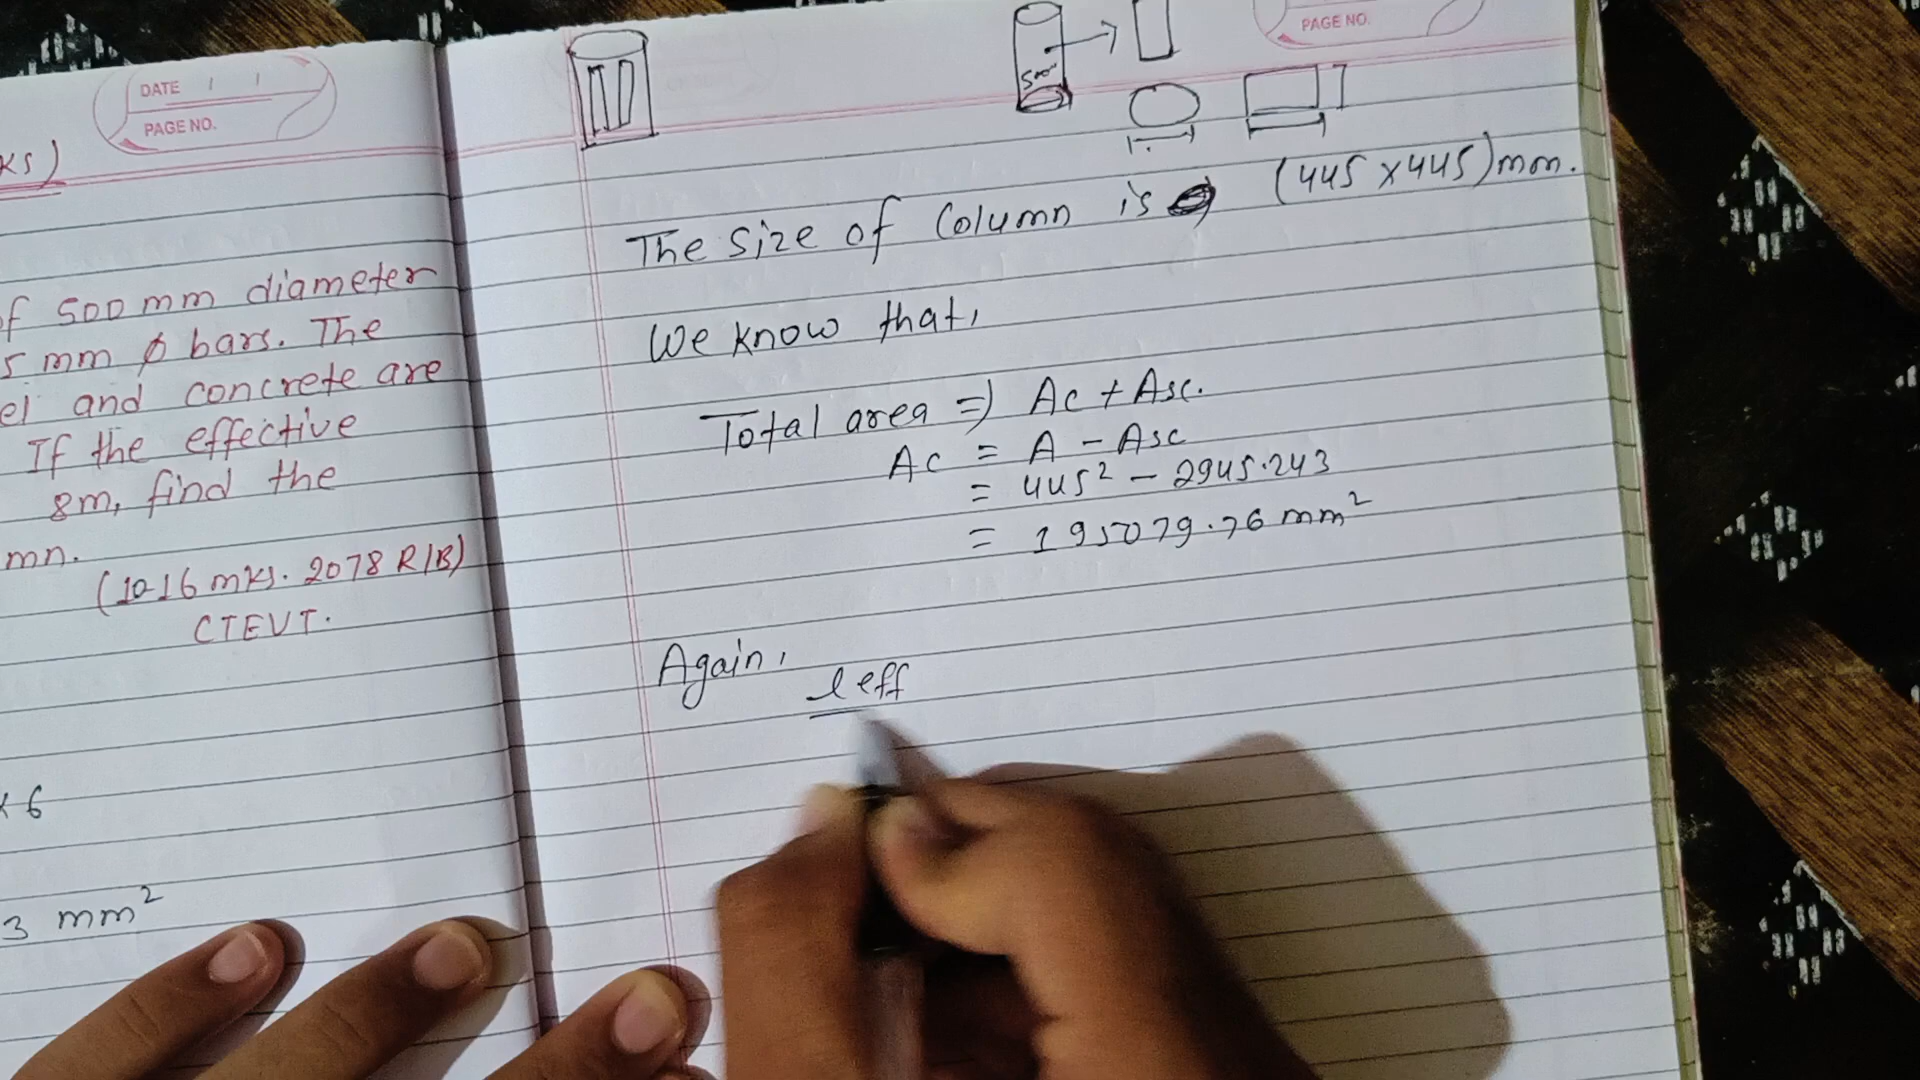 DATE / /
PAGE NO.
ks)
f 500 mm diameter
5 mm ϕ bars. The
el and concrete are
If the effective
8m, find the
mn.
(10-16 mks. 2078 R/B)
CTEVT.
x 6
3 mm²
PAGE NO.
500
The size of Column is (445 x 445) mm.
We know that,
Total area => Ac + Asc.
Ac = A - Asc
= 445² - 2945.243
= 195079.76 mm²
Again,
leff